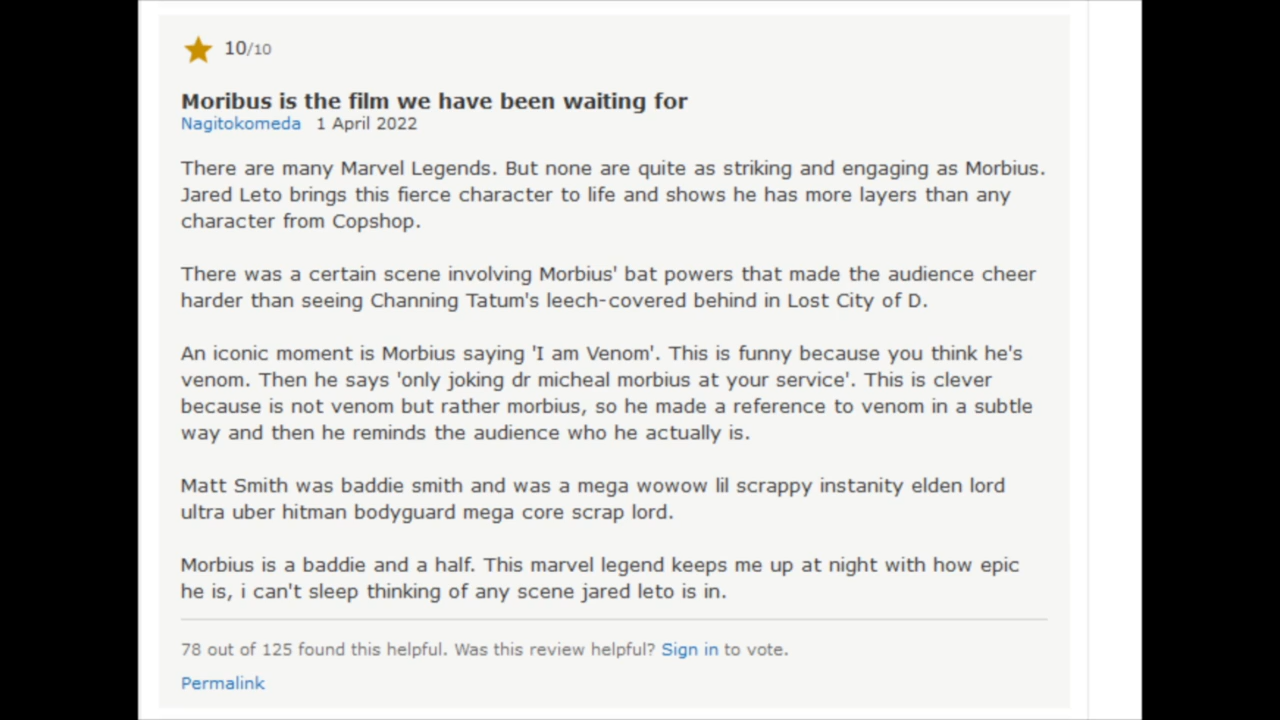 10/10
Moribus is the film we have been waiting for
Nagitokomeda 1 April 2022
There are many Marvel Legends. But none are quite as striking and engaging as Morbius.
Jared Leto brings this fierce character to life and shows he has more layers than any
character from Copshop.
There was a certain scene involving Morbius' bat powers that made the audience cheer
harder than seeing Channing Tatum's leech-covered behind in Lost City of D.
An iconic moment is Morbius saying 'I am Venom'. This is funny because you think he's
venom. Then he says 'only joking dr micheal morbius at your service'. This is clever
because is not venom but rather morbius, so he made a reference to venom in a subtle
way and then he reminds the audience who he actually is.
Matt Smith was baddie smith and was a mega wowow lil scrappy instanity elden lord
ultra uber hitman bodyguard mega core scrap lord.
Morbius is a baddie and a half. This marvel legend keeps me up at night with how epic
he is, i can't sleep thinking of any scene jared leto is in.
78 out of 125 found this helpful. Was this review helpful? Sign in to vote.
Permalink